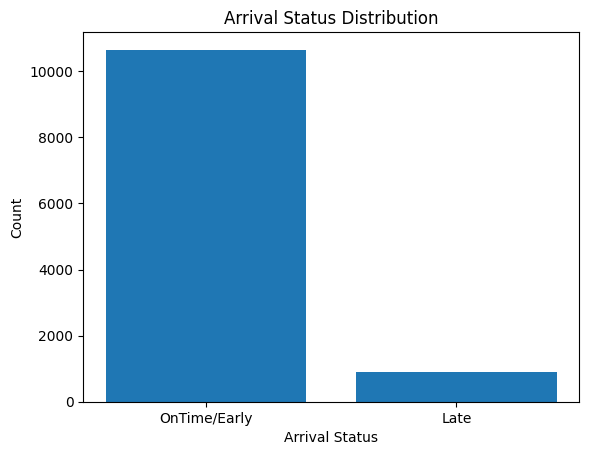 Arrival Status Distribution
Count
10000
8000
6000
4000
2000
0
OnTime/Early Late
Arrival Status